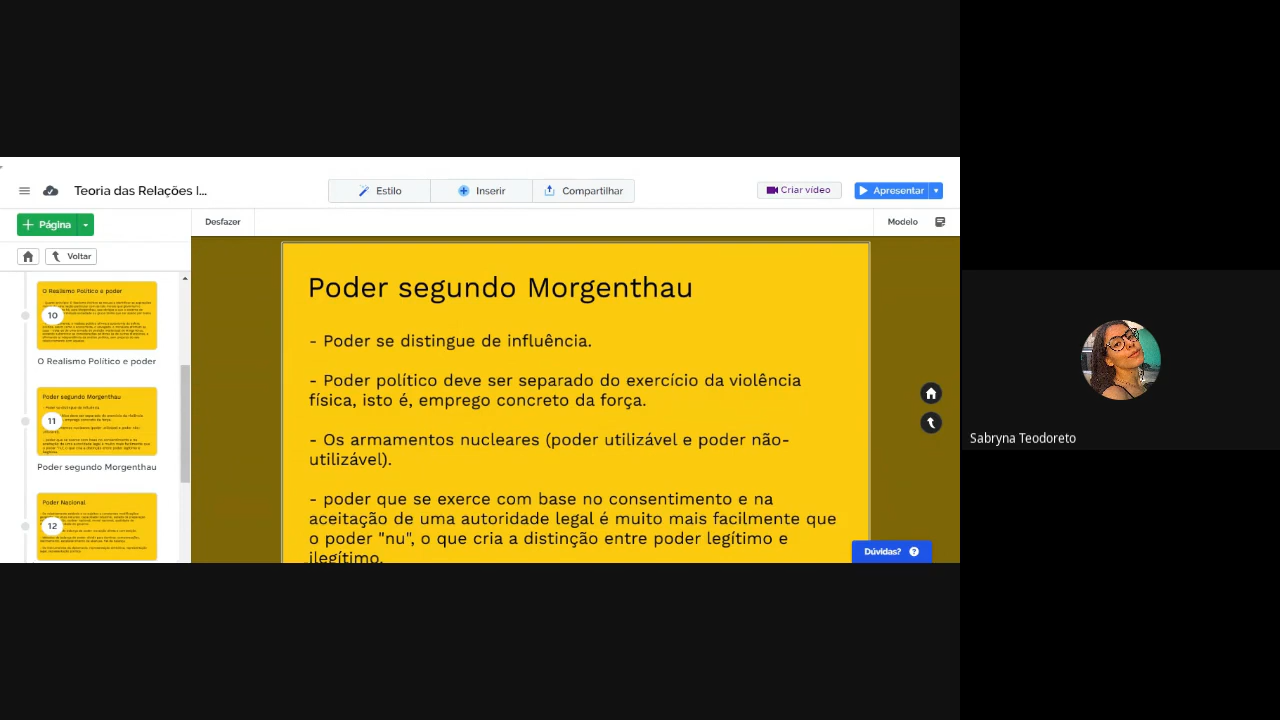 Teoria das Relações I...
Estilo
Inserir
Compartilhar
Criar vídeo
Apresentar
Página
Desfazer
Modelo
Voltar
O Realismo Político e poder
10
O Realismo Político e poder
Poder segundo Morgenthau
11
Poder segundo Morgenthau
Poder Nacional
12
Poder segundo Morgenthau
- Poder se distingue de influência.
- Poder político deve ser separado do exercício da violência
física, isto é, emprego concreto da força.
- Os armamentos nucleares (poder utilizável e poder não-
utilizável).
- poder que se exerce com base no consentimento e na
aceitação de uma autoridade legal é muito mais facilmente que
o poder "nu", o que cria a distinção entre poder legítimo e
ilegítimo.
Dúvidas?
Sabryna Teodoreto